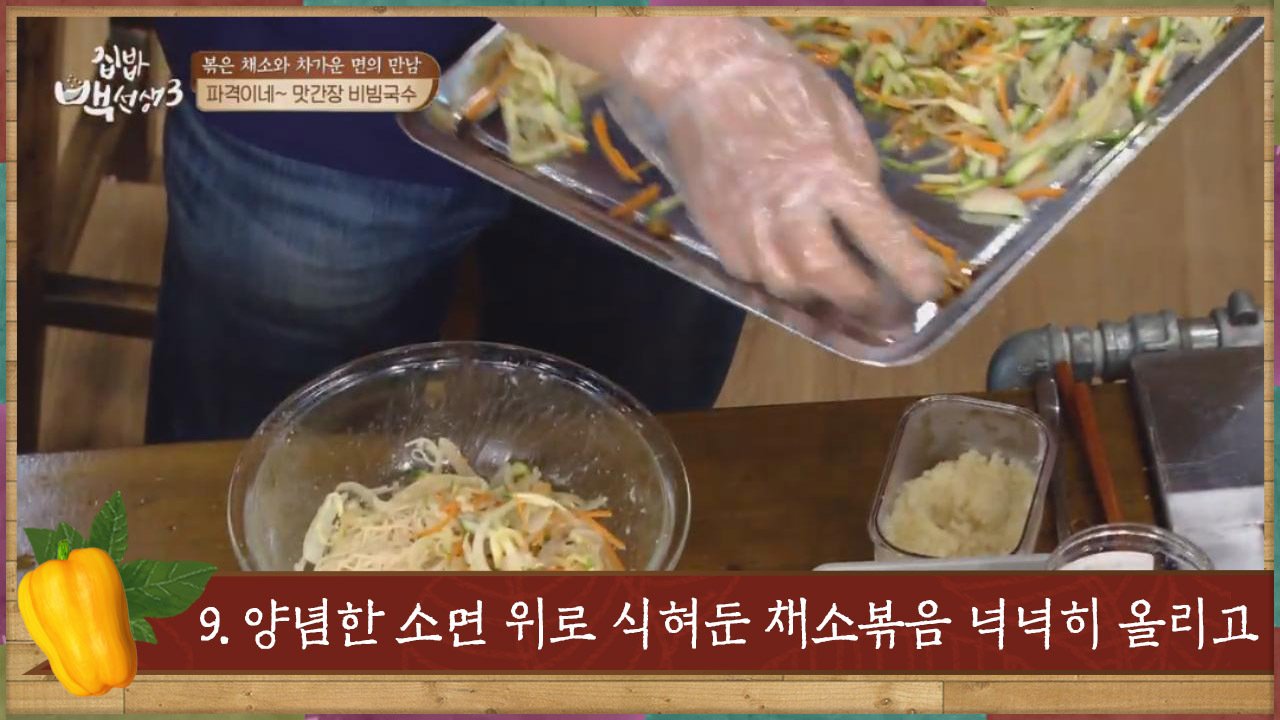 집밥
백선생3
볶은 채소와 차가운 면의 만남
파격이네~ 맛간장 비빔국수
9. 양념한 소면 위로 식혀둔 채소볶음 넉넉히 올리고